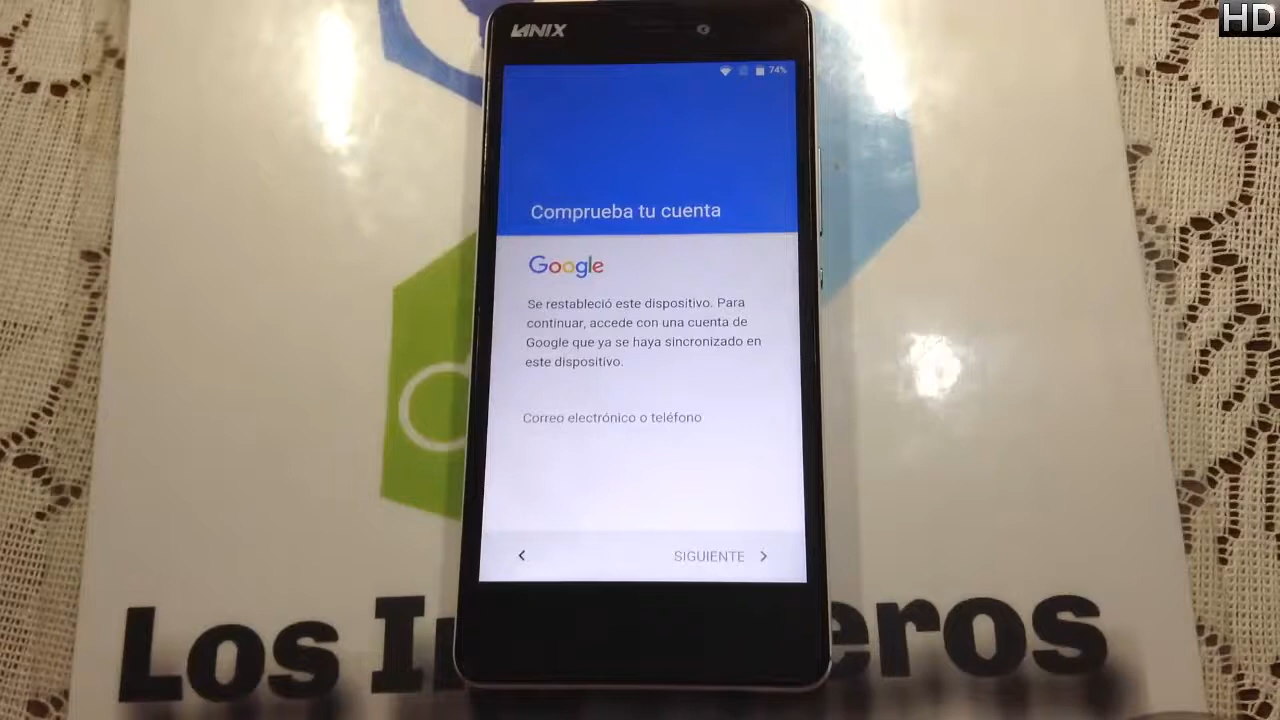 HD
LANIX
74%
Comprueba tu cuenta
Google
Se restableció este dispositivo. Para
continuar, accede con una cuenta de
Google que ya se haya sincronizado en
este dispositivo.
Correo electrónico o teléfono
SIGUIENTE
Los